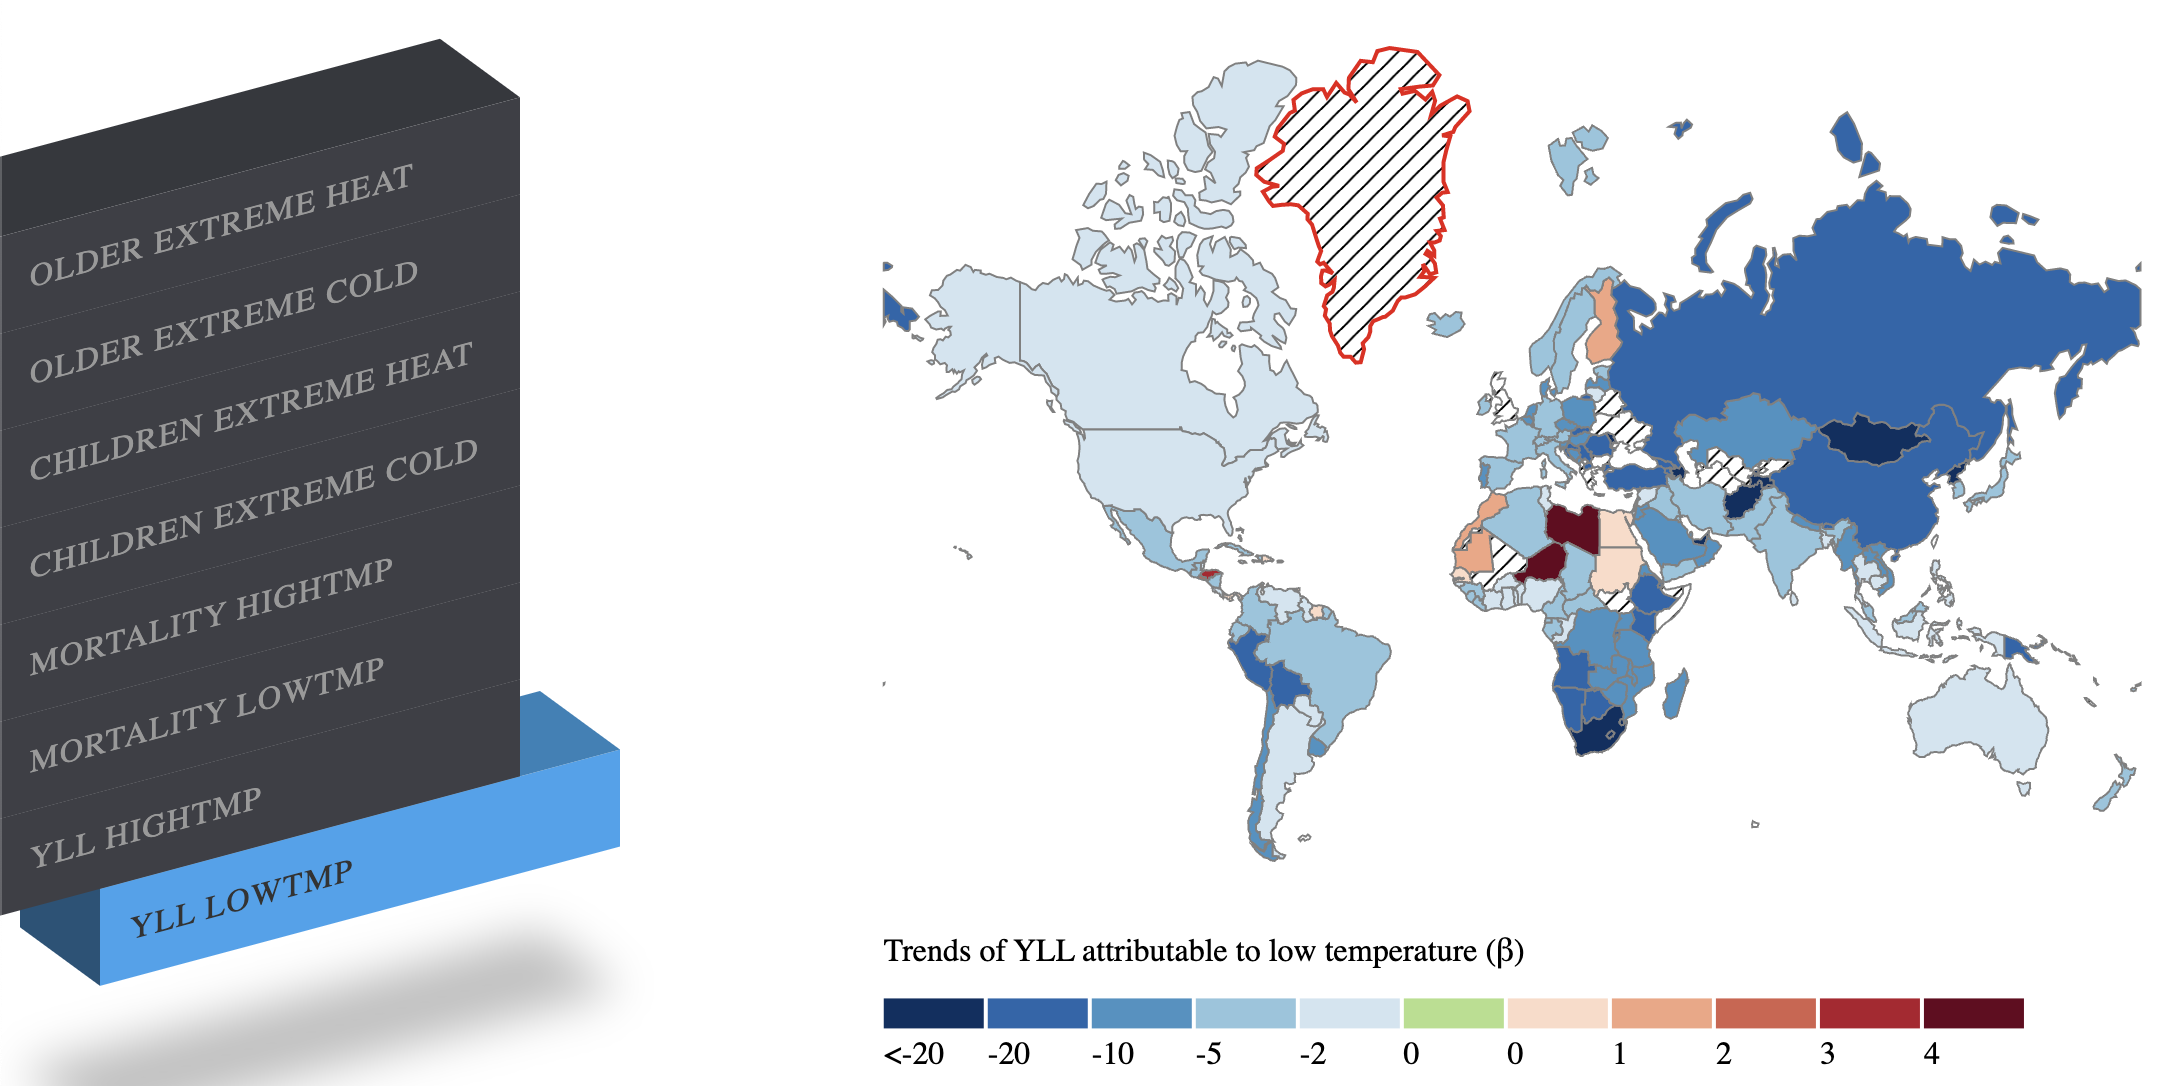 OLDER EXTREME HEAT
OLDER EXTREME COLD
CHILDREN EXTREME HEAT
CHILDREN EXTREME COLD
MORTALITY HIGHTMP
MORTALITY LOWTMP
YLL HIGHTMP
YLL LOWTMP
Trends of YLL attributable to low temperature (β)
<-20 -20 -10 -5 -2 0 0 1 2 3 4